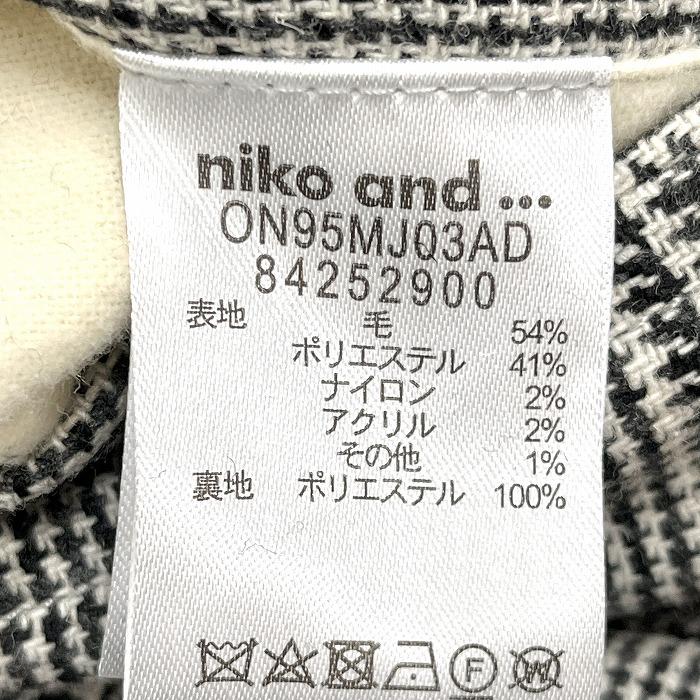 niko and ...
ON95MJ03AD
84252900
表地 毛 54%
ポリエステル 41%
ナイロン 2%
アクリル 2%
その他 1%
裏地 ポリエステル 100%
F W